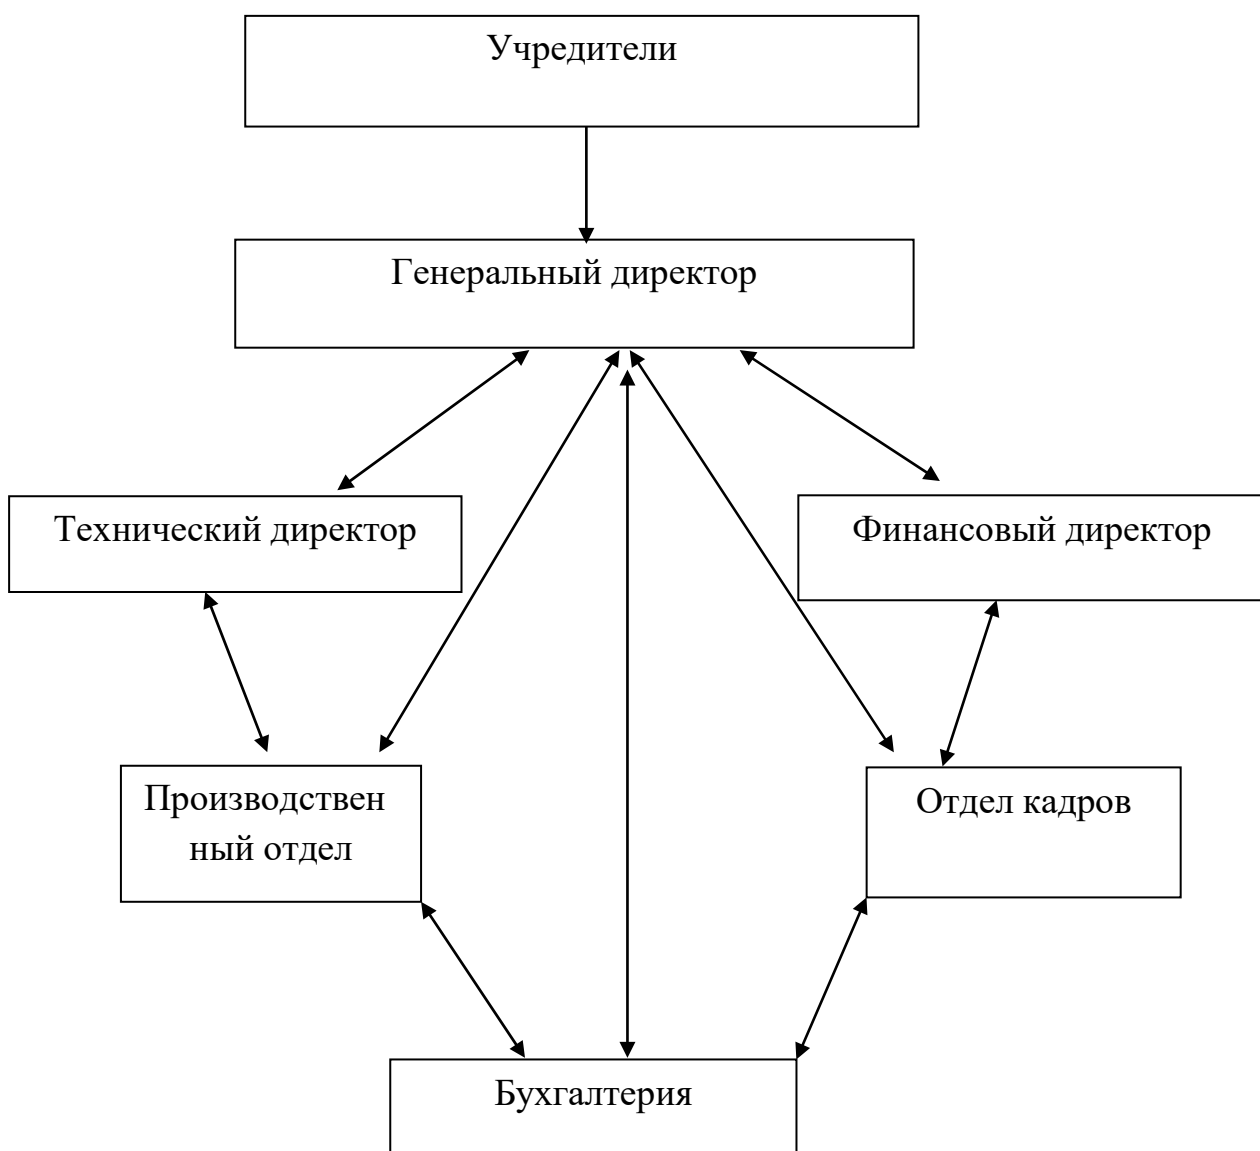 Учредители
Генеральный директор
Технический директор
Финансовый директор
Производствен
ный отдел
Отдел кадров
Бухгалтерия